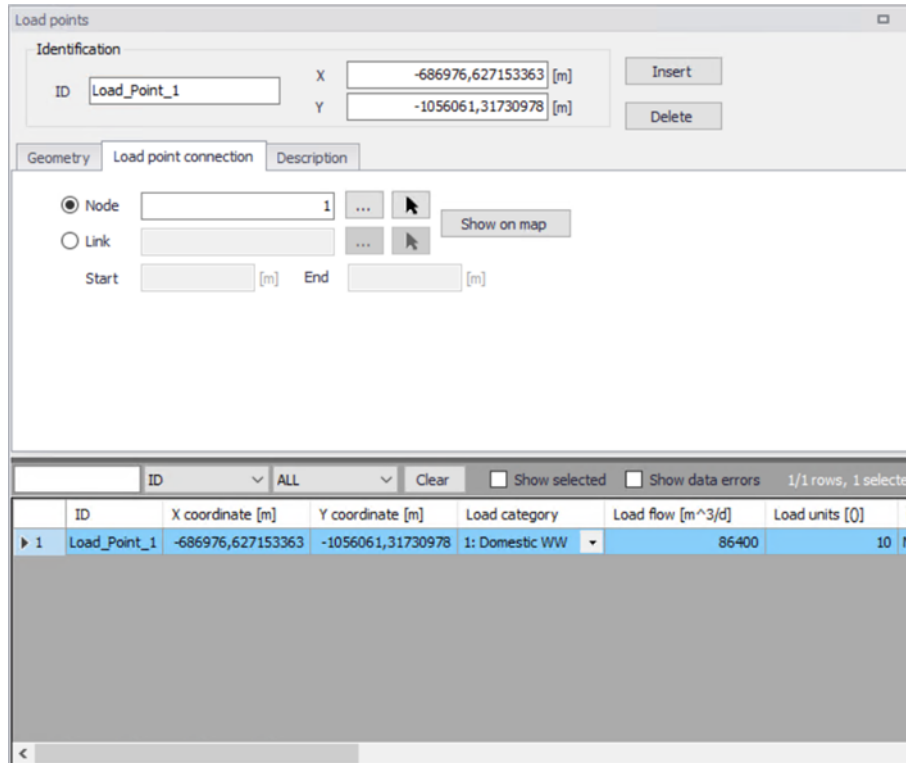 Load points
Identification
ID Load_Point_1 X -686976,627153363 [m] Insert
Y -1056061,31730978 [m] Delete
Geometry Load point connection Description
Node 1 ... Show on map
Link ...
Start [m] End [m]
ID ALL Clear Show selected Show data errors 1/1 rows, 1 selecte
ID X coordinate [m] Y coordinate [m] Load category Load flow [m^3/d] Load units [()]
1 Load_Point_1 -686976,627153363 -1056061,31730978 1: Domestic WW 86400 10